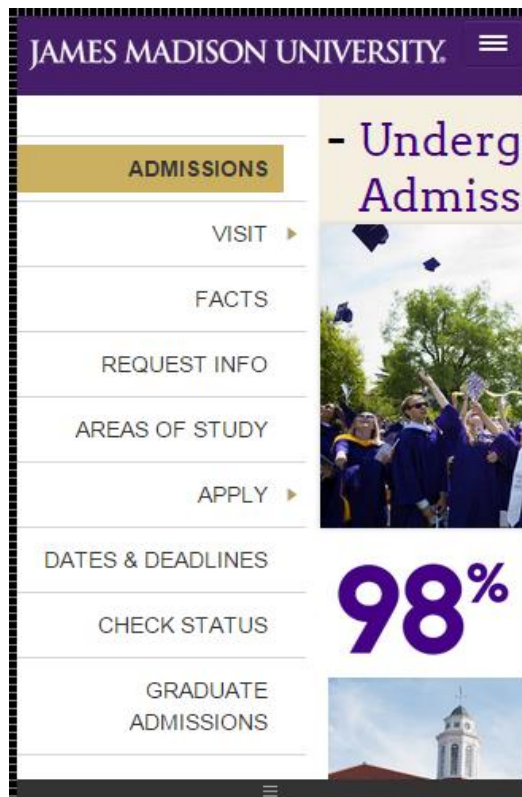 JAMES MADISON UNIVERSITY.
ADMISSIONS
VISIT
FACTS
REQUEST INFO
AREAS OF STUDY
APPLY
DATES & DEADLINES
CHECK STATUS
GRADUATE
ADMISSIONS
- Underg
Admiss
98%